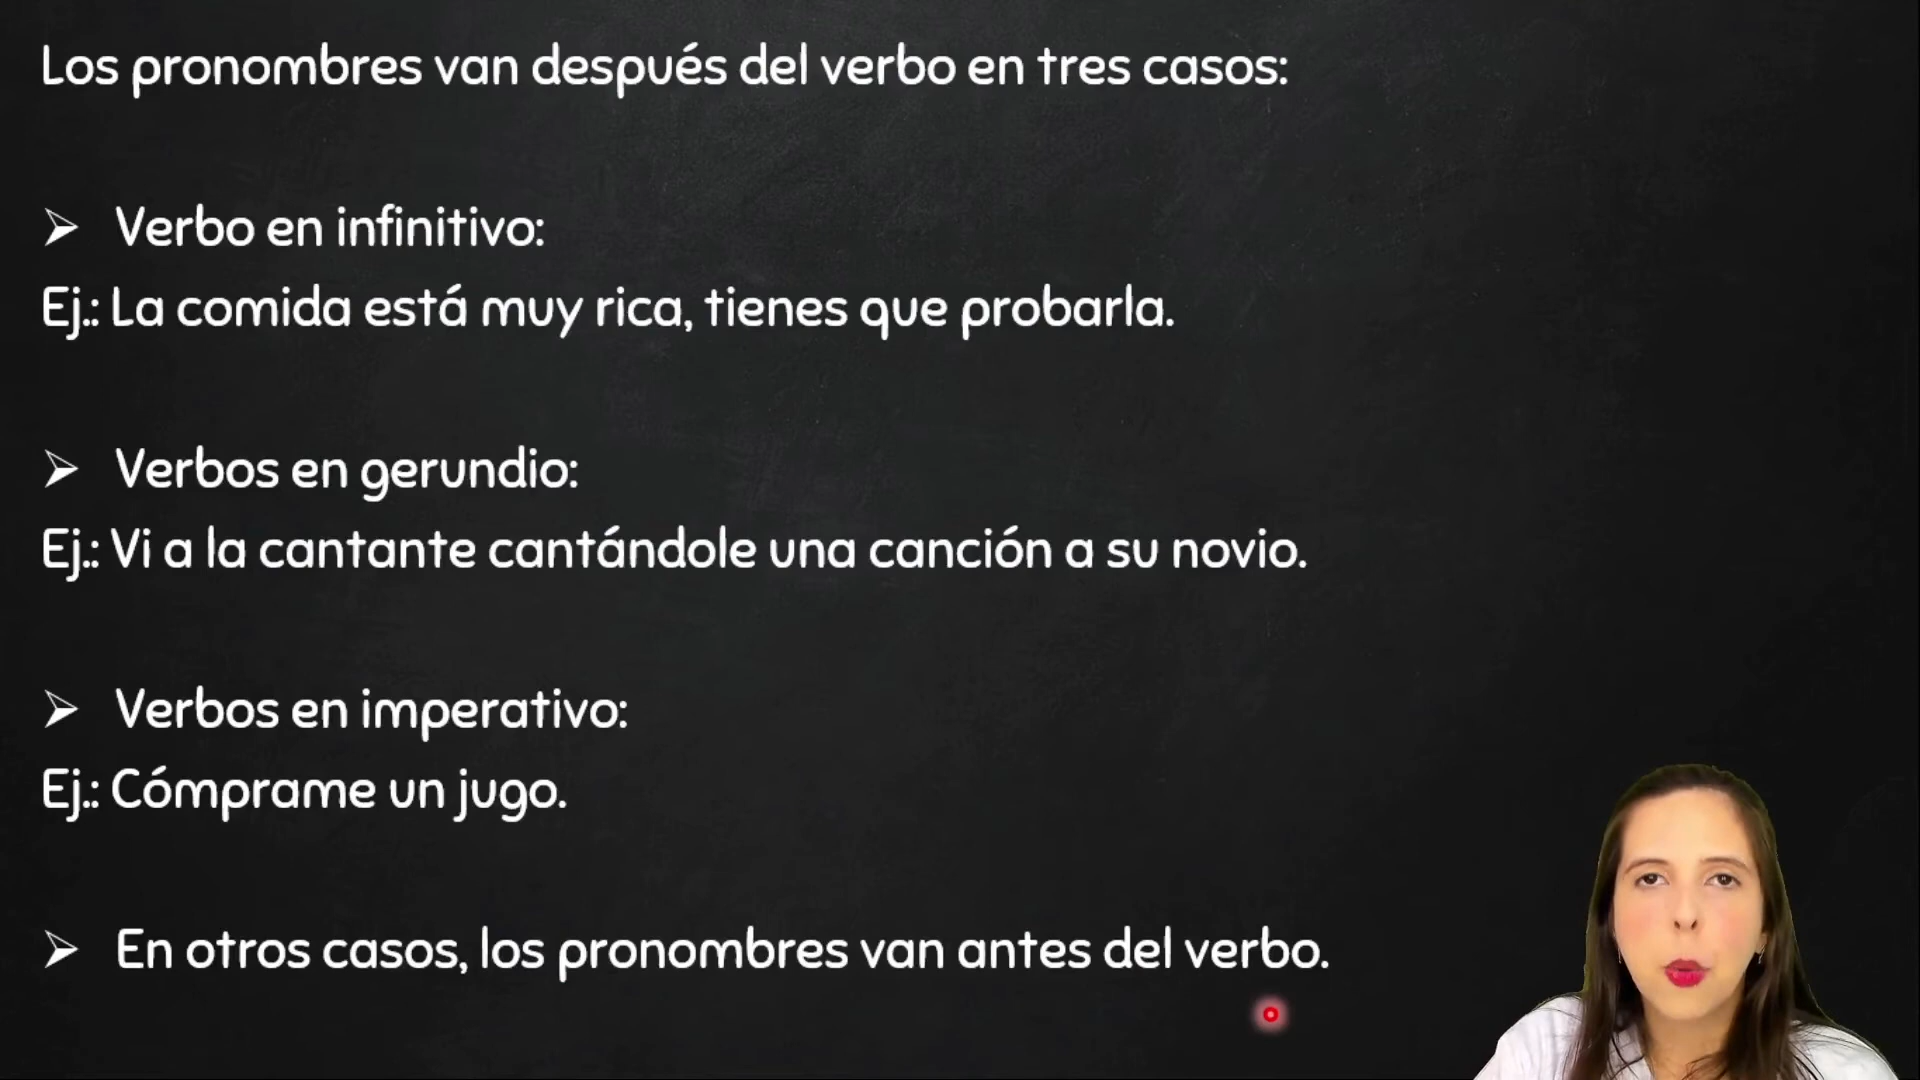 Los pronombres van después del verbo en tres casos:
➢ Verbo en infinitivo:
Ej.: La comida está muy rica, tienes que probarla.
➢ Verbos en gerundio:
Ej.: Vi a la cantante cantándole una canción a su novio.
➢ Verbos en imperativo:
Ej.: Cómprame un jugo.
➢ En otros casos, los pronombres van antes del verbo.